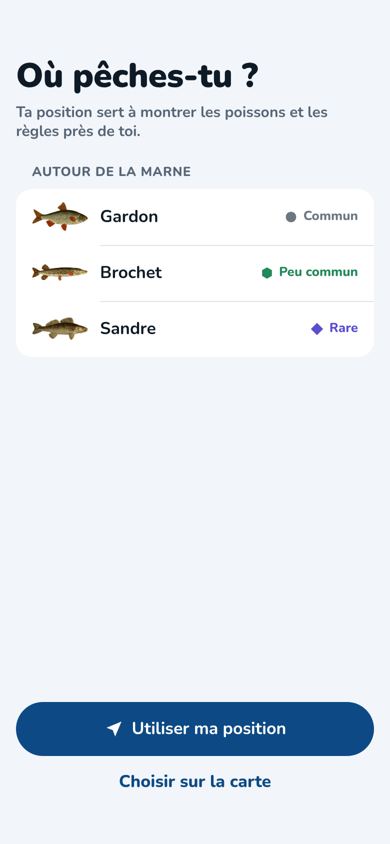 Où pêches-tu ?
Ta position sert à montrer les poissons et les
règles près de toi.
AUTOUR DE LA MARNE
Gardon
Commun
Brochet
Peu commun
Sandre
Rare
Utiliser ma position
Choisir sur la carte